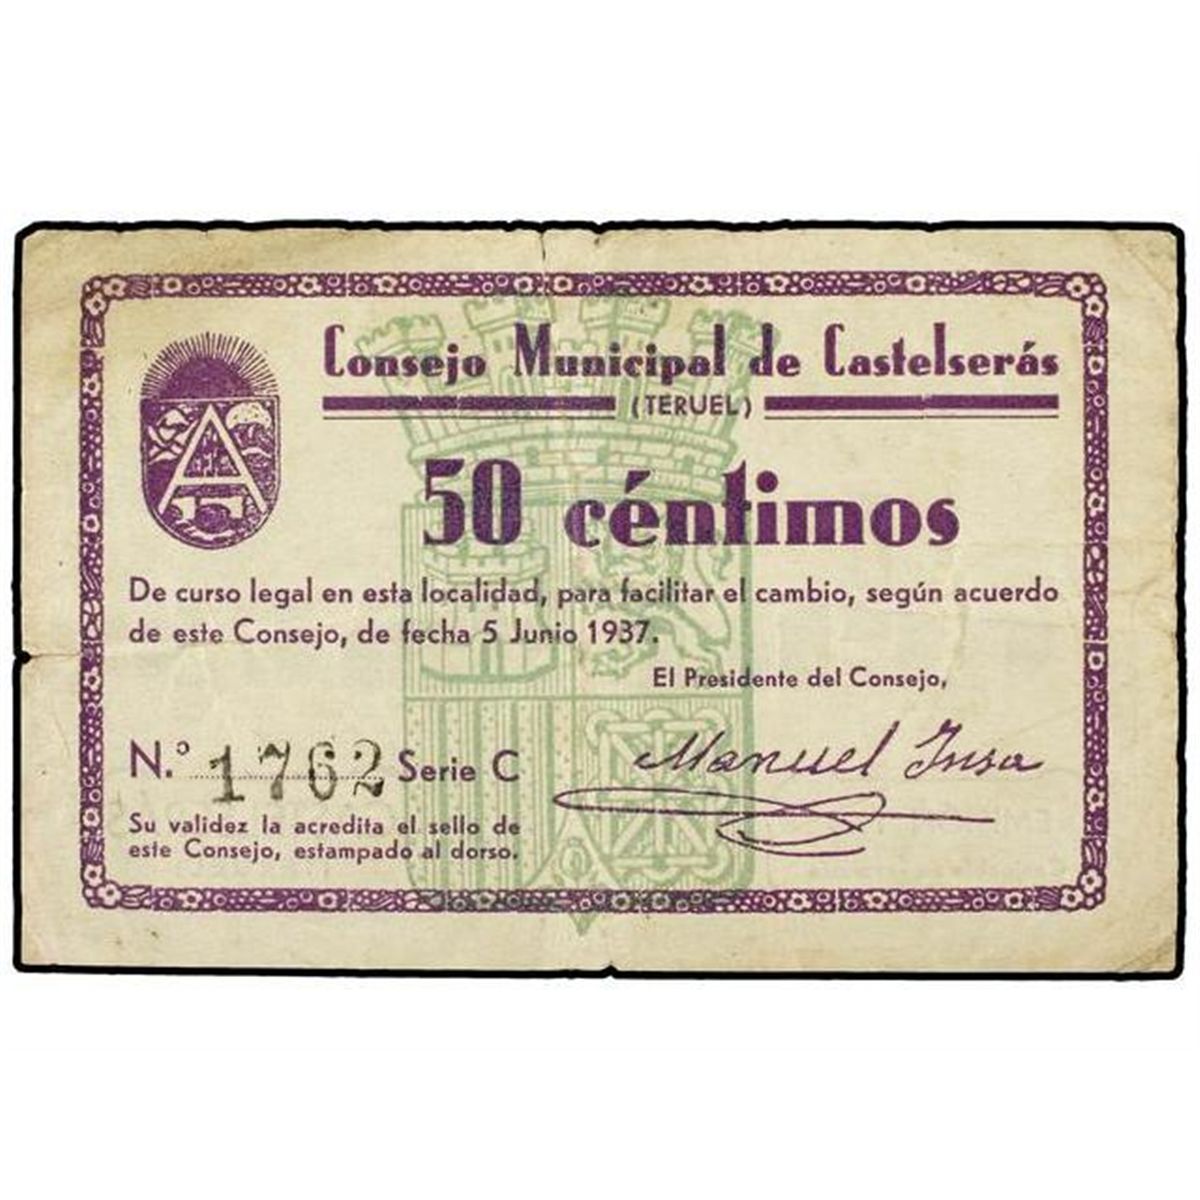 Consejo Municipal de Castelserás
(TERUEL)
50 céntimos
De curso legal en esta localidad, para facilitar el cambio, según acuerdo
de este Consejo, de fecha 5 Junio 1937.
El Presidente del Consejo,
N.º 1762 Serie C
Manuel Insa
Su validez la acredita el sello de
este Consejo, estampado al dorso.